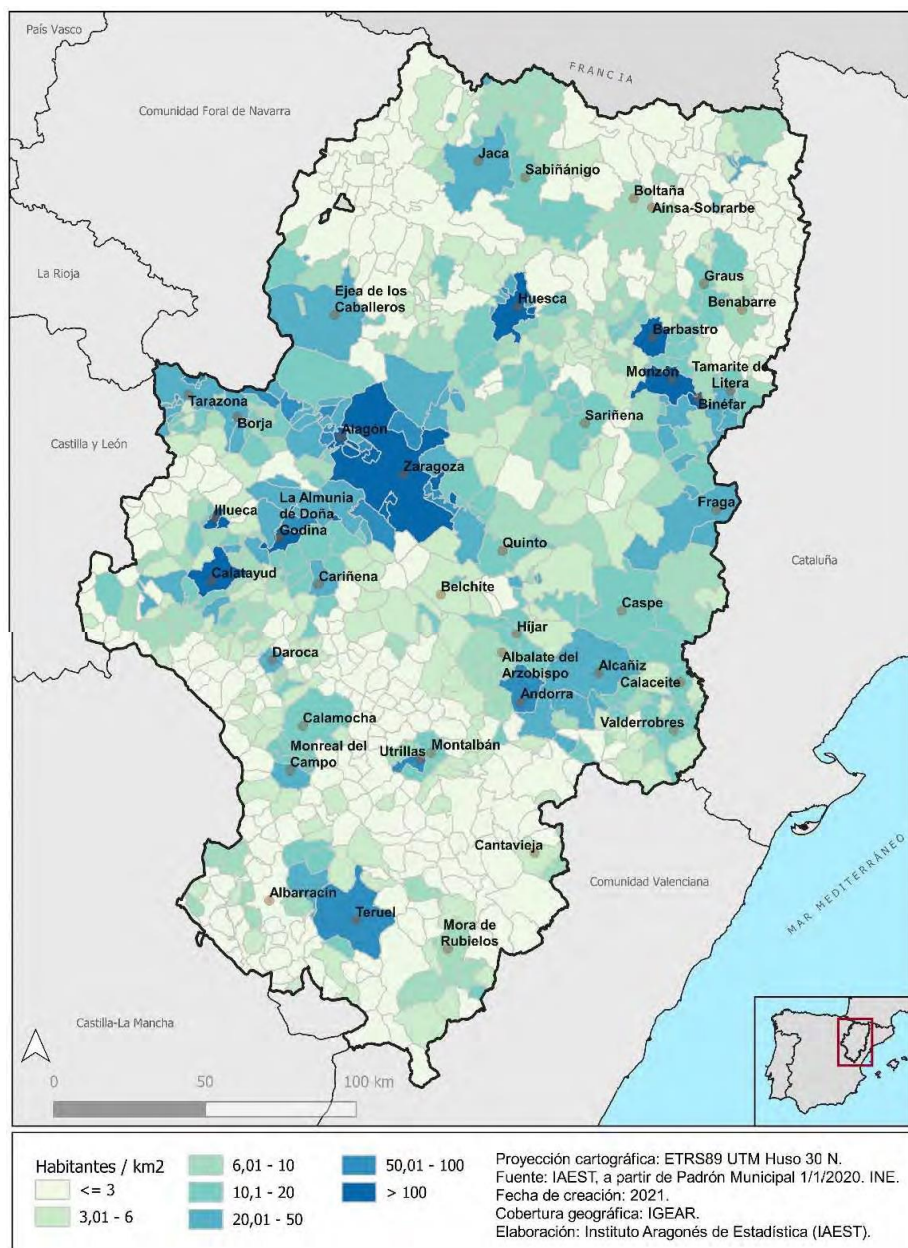 País Vasco
FRANCIA
Comunidad Foral de Navarra
Jaca
Sabiñánigo
Boltaña
Aínsa-Sobrarbe
La Rioja
Graus
Ejea de los
Caballeros
Huesca
Benabarre
Barbastro
Monzón
Tamarite de
Litera
Tarazona
Binéfar
Borja
Sariñena
Castilla y León
Alagón
Zaragoza
Illueca
La Almunia
de Doña
Godina
Fraga
Quinto
Cataluña
Calatayud
Cariñena
Belchite
Caspe
Híjar
Daroca
Albalate del
Arzobispo
Alcañiz
Calaceite
Andorra
Calamocha
Valderrobres
Monreal del
Campo
Utrillas
Montalbán
Cantavieja
Comunidad Valenciana
MAR MEDITERRÁNEO
Albarracín
Teruel
Mora de
Rubielos
Castilla-La Mancha
0 50 100 km
Habitantes / km2
<= 3
3,01 - 6
6,01 - 10
10,1 - 20
20,01 - 50
50,01 - 100
> 100
Proyección cartográfica: ETRS89 UTM Huso 30 N.
Fuente: IAEST, a partir de Padrón Municipal 1/1/2020. INE.
Fecha de creación: 2021.
Cobertura geográfica: IGEAR.
Elaboración: Instituto Aragonés de Estadística (IAEST).